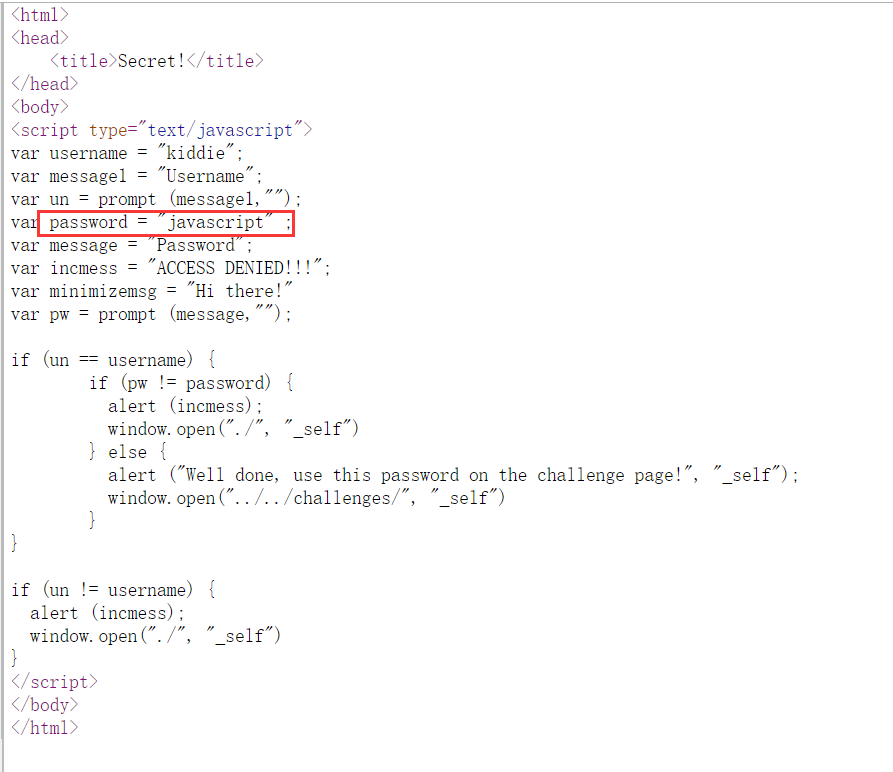 <html>
<head>
    <title>Secret!</title>
</head>
<body>
<script type="text/javascript">
var username = "kiddie";
var message1 = "Username";
var un = prompt (message1,"");
var password = "javascript" ;
var message = "Password";
var incmess = "ACCESS DENIED!!!";
var minimizemsg = "Hi there!"
var pw = prompt (message,"");

if (un == username) {
        if (pw != password) {
          alert (incmess);
          window.open("./", "_self")
        } else {
          alert ("Well done, use this password on the challenge page!", "_self");
          window.open("../../challenges/", "_self")
        }
}

if (un != username) {
  alert (incmess);
  window.open("./", "_self")
}
</script>
</body>
</html>